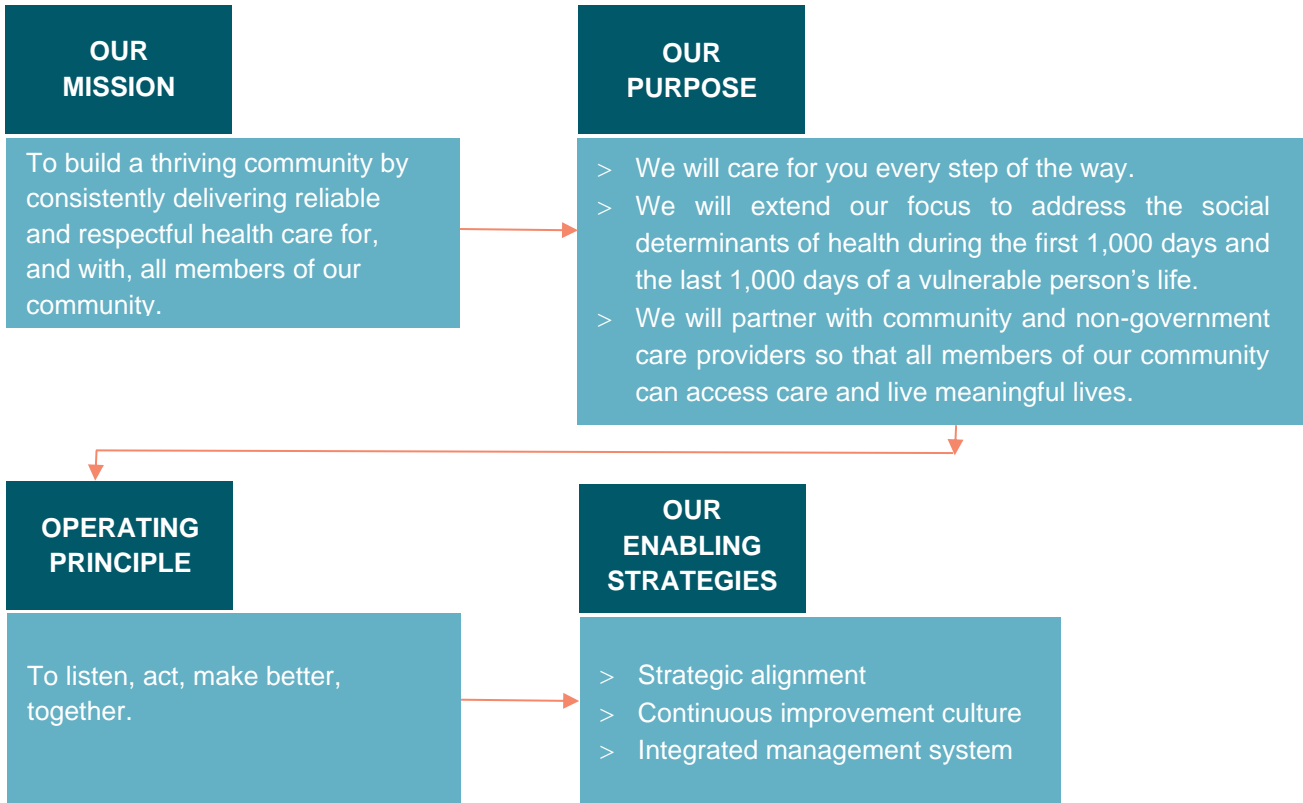 OUR
MISSION
To build a thriving community by
consistently delivering reliable
and respectful health care for,
and with, all members of our
community.
OUR
PURPOSE
> We will care for you every step of the way.
> We will extend our focus to address the social
determinants of health during the first 1,000 days and
the last 1,000 days of a vulnerable person’s life.
> We will partner with community and non-government
care providers so that all members of our community
can access care and live meaningful lives.
OPERATING
PRINCIPLE
To listen, act, make better,
together.
OUR
ENABLING
STRATEGIES
> Strategic alignment
> Continuous improvement culture
> Integrated management system